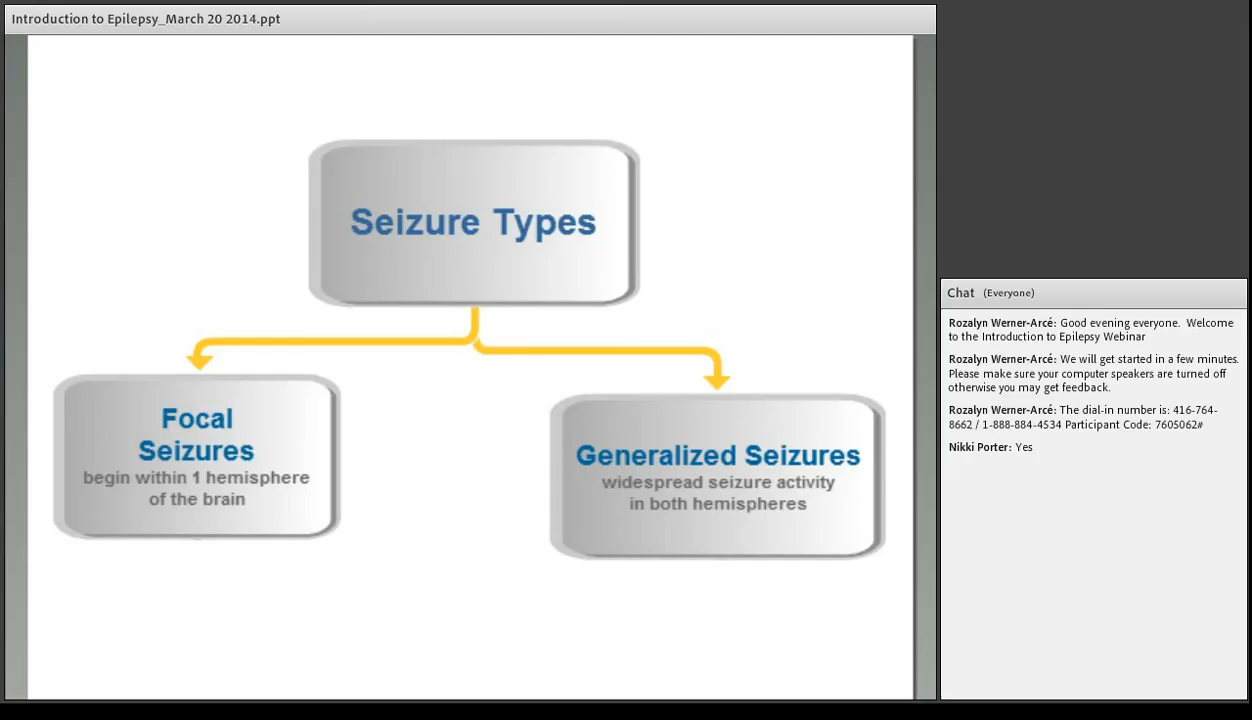 Introduction to Epilepsy_March 20 2014.ppt
Seizure Types
Focal
Seizures
begin within 1 hemisphere
of the brain
Generalized Seizures
widespread seizure activity
in both hemispheres
Chat (Everyone)
Rozalyn Werner-Arcé: Good evening everyone. Welcome
to the Introduction to Epilepsy Webinar
Rozalyn Werner-Arcé: We will get started in a few minutes.
Please make sure your computer speakers are turned off
otherwise you may get feedback.
Rozalyn Werner-Arcé: The dial-in number is: 416-764-
8662 / 1-888-884-4534 Participant Code: 7605062#
Nikki Porter: Yes